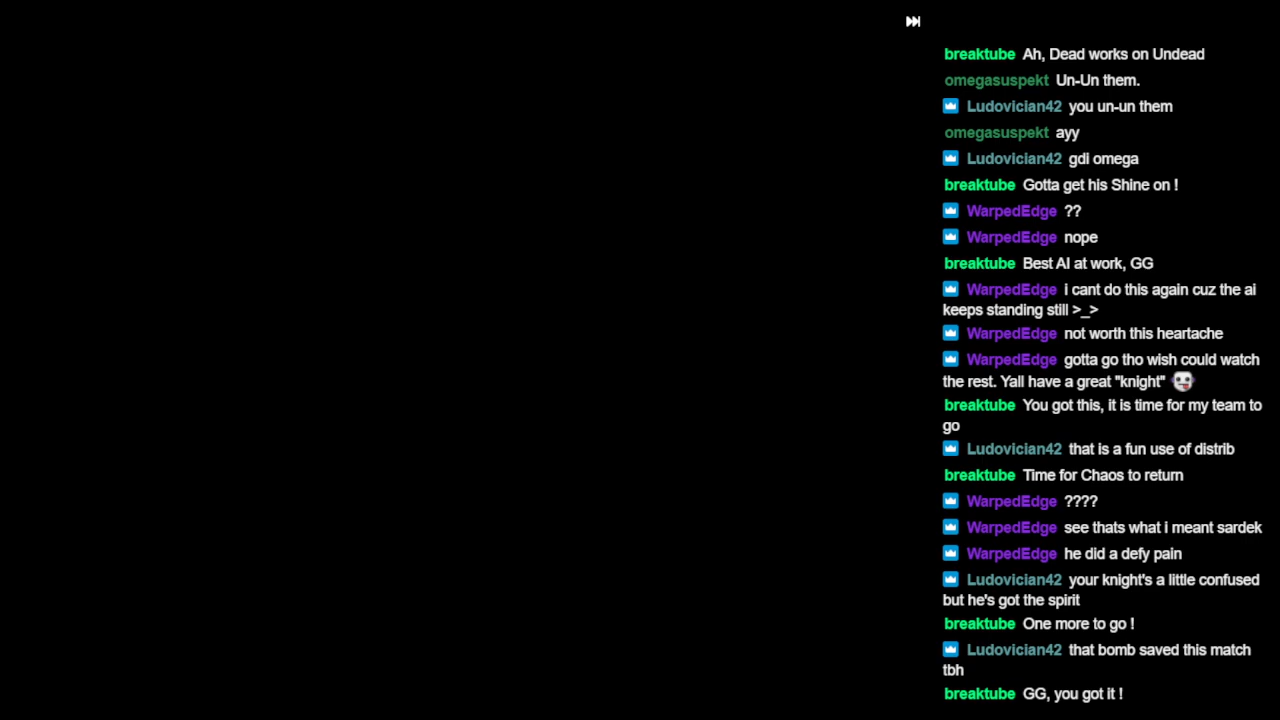 breaktube Ah, Dead works on Undead
omegasuspekt Un-Un them.
Ludovician42 you un-un them
omegasuspekt ayy
Ludovician42 gdi omega
breaktube Gotta get his Shine on !
WarpedEdge ??
WarpedEdge nope
breaktube Best AI at work, GG
WarpedEdge i cant do this again cuz the ai
keeps standing still >_>
WarpedEdge not worth this heartache
WarpedEdge gotta go tho wish could watch
the rest. Yall have a great "knight"
breaktube You got this, it is time for my team to
go
Ludovician42 that is a fun use of distrib
breaktube Time for Chaos to return
WarpedEdge ????
WarpedEdge see thats what i meant sardek
WarpedEdge he did a defy pain
Ludovician42 your knight's a little confused
but he's got the spirit
breaktube One more to go !
Ludovician42 that bomb saved this match
tbh
breaktube GG, you got it !